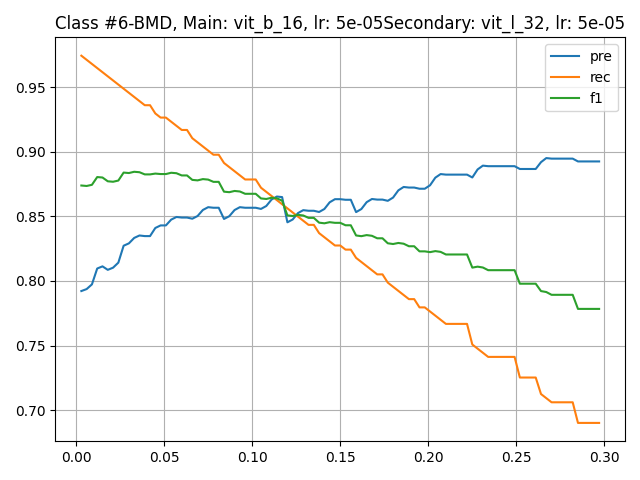 Class #6-BMD, Main: vit_b_16, lr: 5e-05Secondary: vit_l_32, lr: 5e-05
pre
rec
f1
0.95
0.90
0.85
0.80
0.75
0.70
0.00 0.05 0.10 0.15 0.20 0.25 0.30